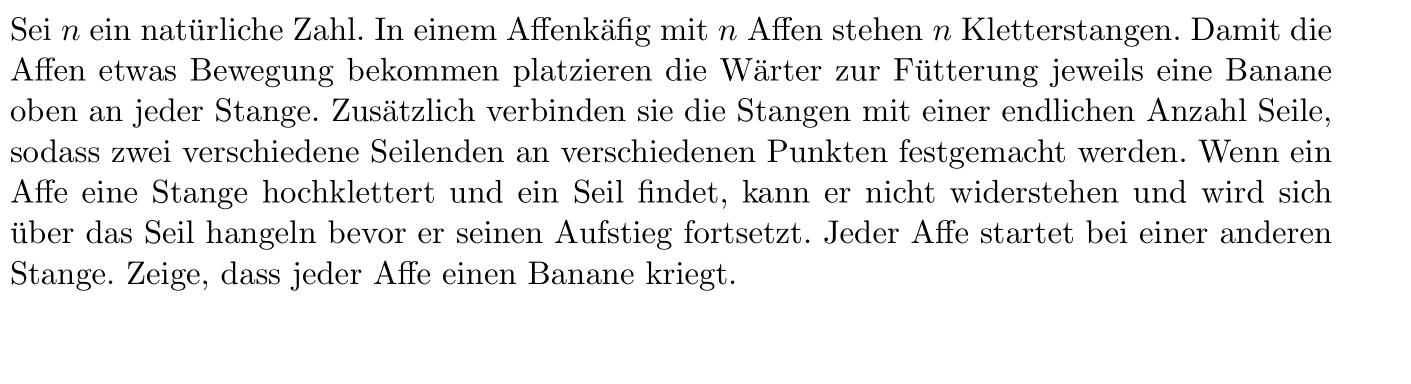 Sei n ein natürliche Zahl. In einem Affenkäfig mit n Affen stehen n Kletterstangen. Damit die
Affen etwas Bewegung bekommen platzieren die Wärter zur Fütterung jeweils eine Banane
oben an jeder Stange. Zusätzlich verbinden sie die Stangen mit einer endlichen Anzahl Seile,
sodass zwei verschiedene Seilenden an verschiedenen Punkten festgemacht werden. Wenn ein
Affe eine Stange hochklettert und ein Seil findet, kann er nicht widerstehen und wird sich
über das Seil hangeln bevor er seinen Aufstieg fortsetzt. Jeder Affe startet bei einer anderen
Stange. Zeige, dass jeder Affe einen Banane kriegt.